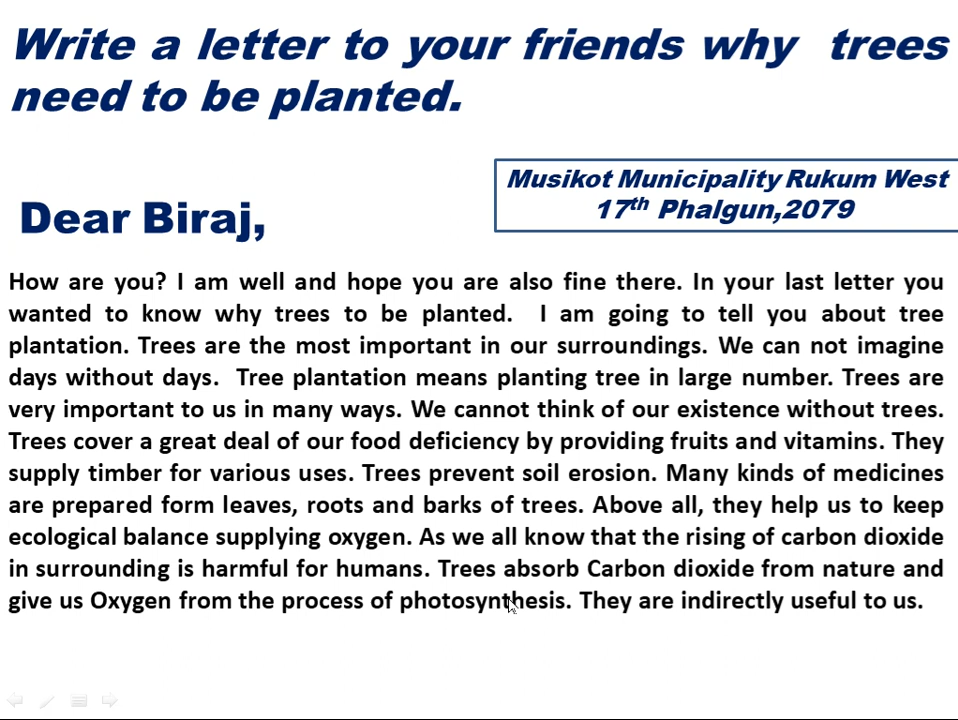 Write a letter to your friends why trees
need to be planted.
Musikot Municipality Rukum West
17th Phalgun,2079
Dear Biraj,
How are you? I am well and hope you are also fine there. In your last letter you
wanted to know why trees to be planted. I am going to tell you about tree
plantation. Trees are the most important in our surroundings. We can not imagine
days without days. Tree plantation means planting tree in large number. Trees are
very important to us in many ways. We cannot think of our existence without trees.
Trees cover a great deal of our food deficiency by providing fruits and vitamins. They
supply timber for various uses. Trees prevent soil erosion. Many kinds of medicines
are prepared form leaves, roots and barks of trees. Above all, they help us to keep
ecological balance supplying oxygen. As we all know that the rising of carbon dioxide
in surrounding is harmful for humans. Trees absorb Carbon dioxide from nature and
give us Oxygen from the process of photosynthesis. They are indirectly useful to us.